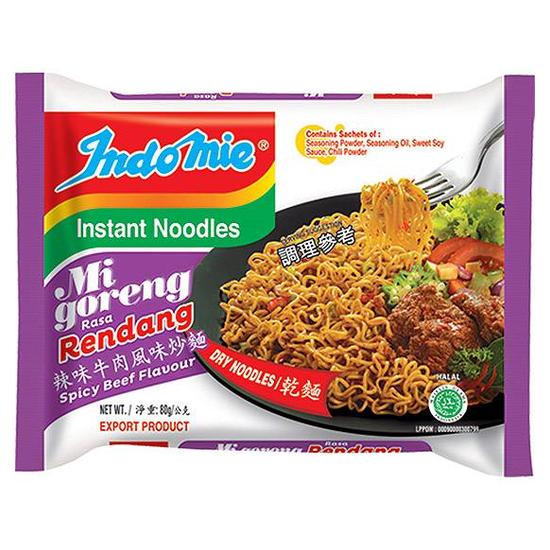 Rasa
Rendang
Indomie®
Instant Noodles
Contains Sachets of :
Seasoning Powder, Seasoning Oil, Sweet Soy
Sauce, Chili Powder
調理參考
Mi
goreng
Rasa
Rendang
辣味牛肉風味炒麵
Spicy Beef Flavour
NET WT. / 淨重: 80g/公克
EXPORT PRODUCT
DRY NOODLES/乾麵
HALAL
Mi goreng
Rasa
Rendang